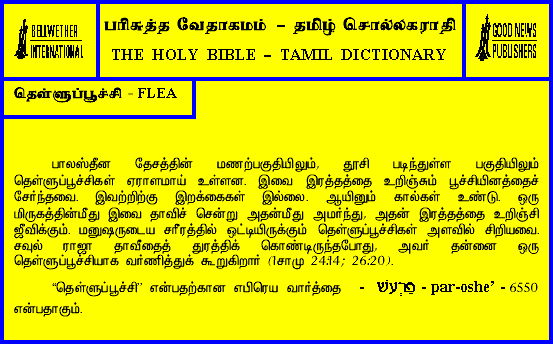 BELLWETHER
INTERNATIONAL
பரிசுத்த வேதாகமம் – தமிழ் சொல்லகராதி
THE HOLY BIBLE – TAMIL DICTIONARY
GOOD NEWS
PUBLISHERS
தெள்ளுப்பூச்சி - FLEA
பாலஸ்தீன தேசத்தின் மணற்பகுதியிலும், தூசி படிந்துள்ள பகுதியிலும்
தெள்ளுப்பூச்சிகள் ஏராளமாய் உள்ளன. இவை இரத்தத்தை உறிஞ்சும் பூச்சியினத்தைச்
சேர்ந்தவை. இவற்றிற்கு இறக்கைகள் இல்லை. ஆயினும் கால்கள் உண்டு. ஒரு
மிருகத்தின்மீது இவை தாவிச் சென்று அதன்மீது அமர்ந்து, அதன் இரத்தத்தை உறிஞ்சி
ஜீவிக்கும். மனுஷருடைய சரீரத்தில் ஒட்டியிருக்கும் தெள்ளுப்பூச்சிகள் அளவில் சிறியவை.
சவுல் ராஜா தாவீதைத் துரத்திக் கொண்டிருந்தபோது, அவர் தன்னை ஒரு
தெள்ளுப்பூச்சியாக வர்ணித்துக் கூறுகிறார் (1சாமு 24:14; 26:20).
“தெள்ளுப்பூச்சி” என்பதற்கான எபிரெய வார்த்தை - פַּרְעֹשׁ - par-oshe’ - 6550
என்பதாகும்.